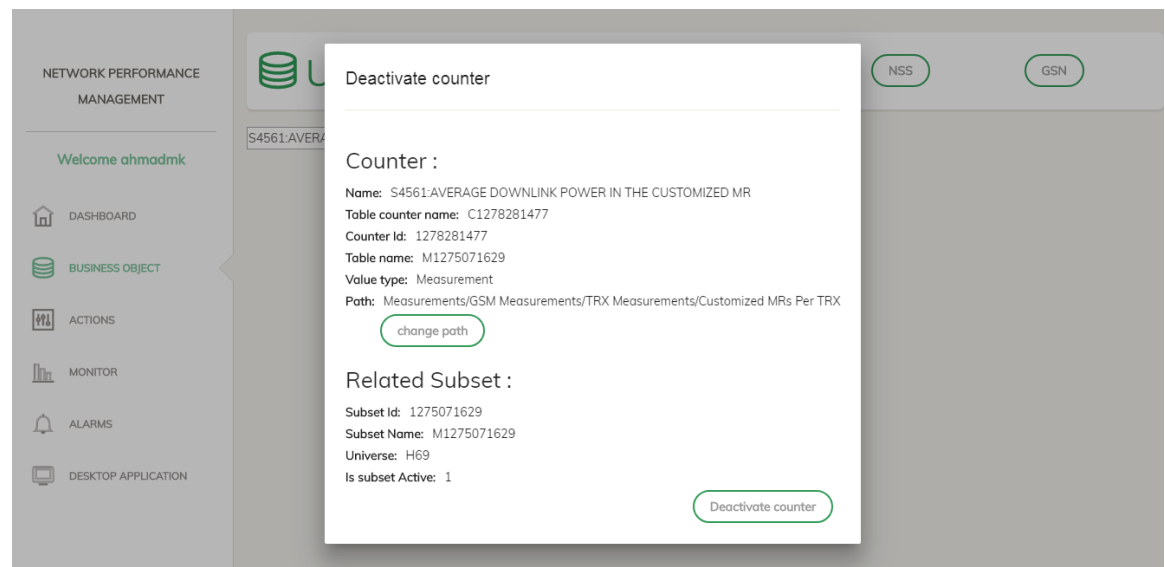 NETWORK PERFORMANCE
MANAGEMENT
Welcome ahmadmk
DASHBOARD
BUSINESS OBJECT
ACTIONS
MONITOR
ALARMS
DESKTOP APPLICATION
NSS
GSN
S4561:AVERA
Deactivate counter
Counter :
Name: S4561:AVERAGE DOWNLINK POWER IN THE CUSTOMIZED MR
Table counter name: C1278281477
Counter Id: 1278281477
Table name: M1275071629
Value type: Measurement
Path: Measurements/GSM Measurements/TRX Measurements/Customized MRs Per TRX
change path
Related Subset :
Subset Id: 1275071629
Subset Name: M1275071629
Universe: H69
Is subset Active: 1
Deactivate counter